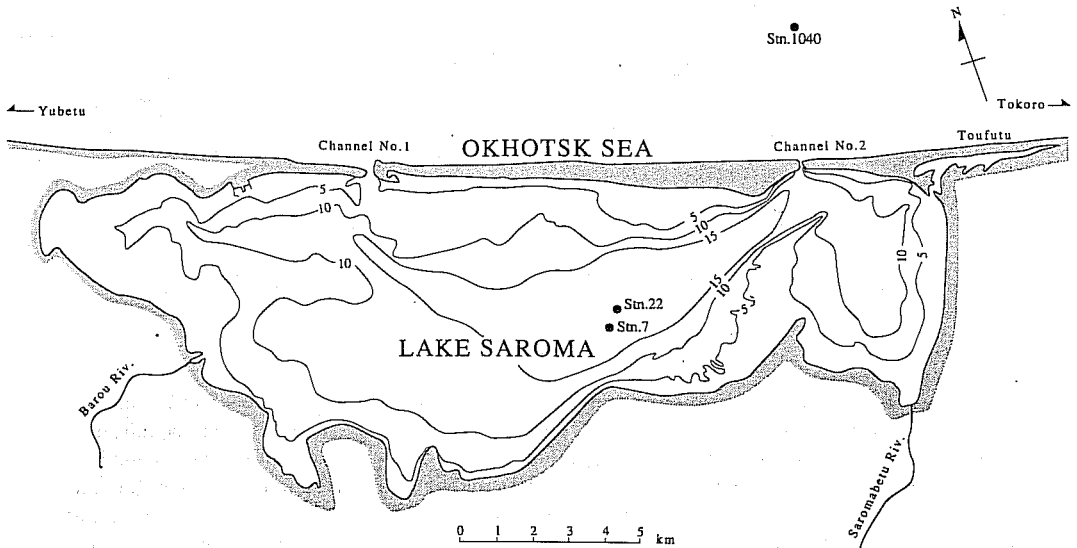 N
Stn.1040
Yubetu
Tokoro
Channel No.1
OKHOTSK SEA
Channel No.2
Toufutu
5
10
10
5
10
15
15
10
5
10
5
Stn.22
Stn.7
LAKE SAROMA
Barou Riv.
Saromabetu Riv.
0 1 2 3 4 5 km